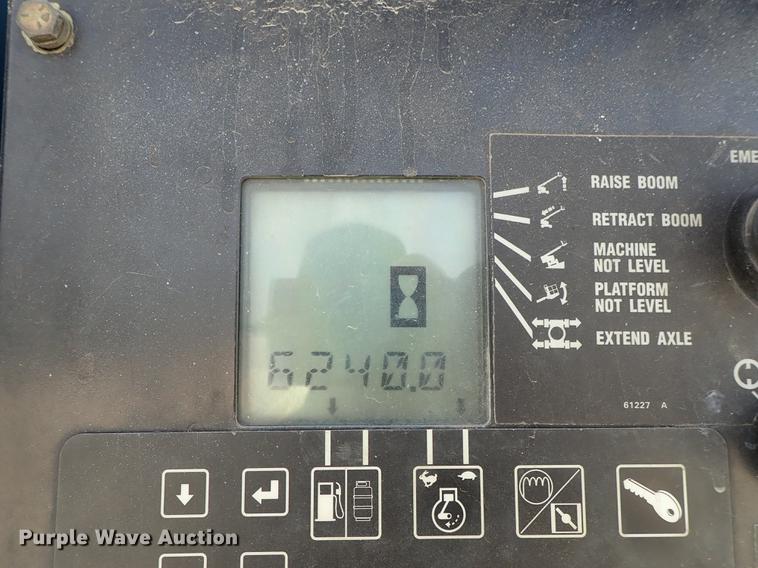 EME
RAISE BOOM
RETRACT BOOM
MACHINE
NOT LEVEL
PLATFORM
NOT LEVEL
EXTEND AXLE
6240.0
61227 A
Purple Wave Auction